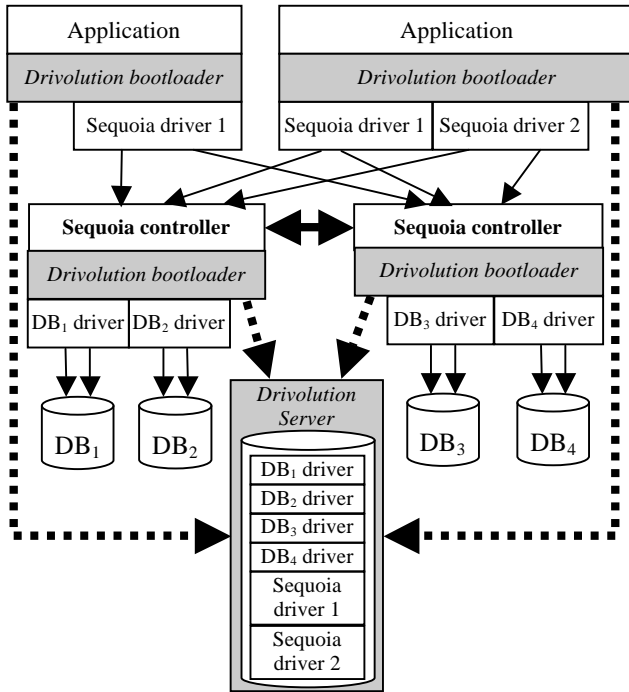 Application
Application
Drivolution bootloader
Drivolution bootloader
Sequoia driver 1
Sequoia driver 1
Sequoia driver 2
Sequoia controller
Sequoia controller
Drivolution bootloader
Drivolution bootloader
DB₁ driver
DB₂ driver
DB₃ driver
DB₄ driver
DB₁
DB₂
DB₃
DB₄
Drivolution
Server
DB₁ driver
DB₂ driver
DB₃ driver
DB₄ driver
Sequoia
driver 1
Sequoia
driver 2